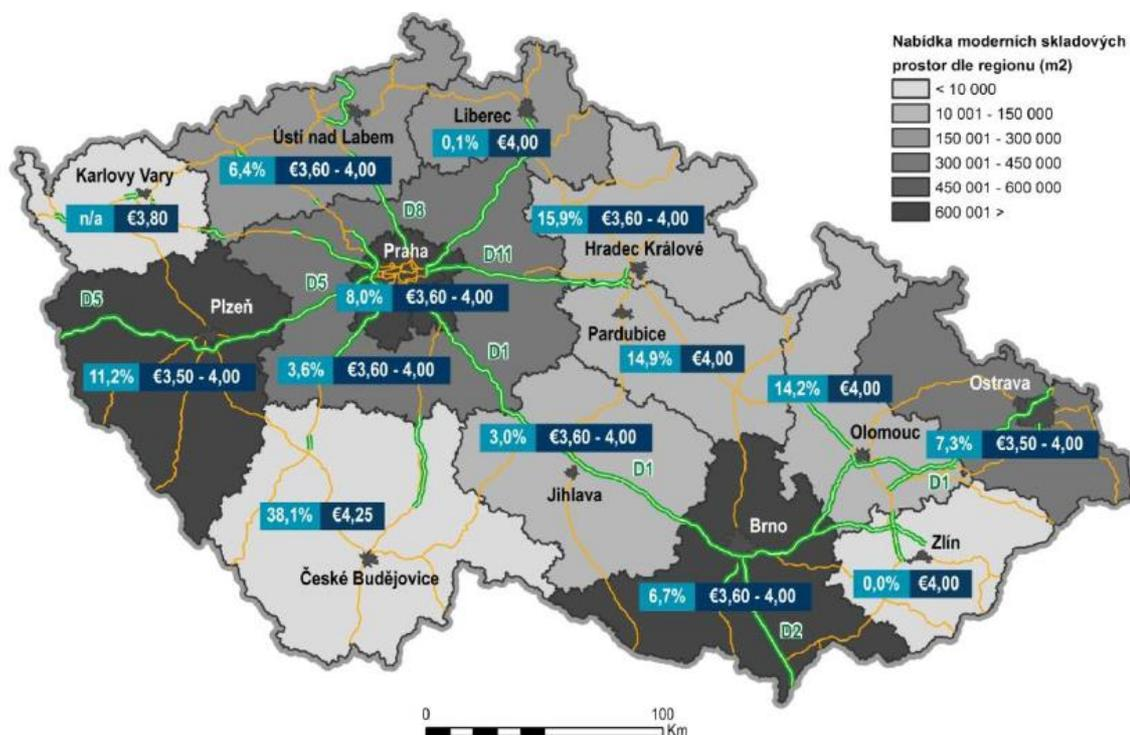 Nabídka moderních skladových
prostor dle regionu (m2)
< 10 000
10 001 - 150 000
150 001 - 300 000
300 001 - 450 000
450 001 - 600 000
600 001 >
Liberec
0,1% €4,00
Ústí nad Labem
6,4% €3,60 - 4,00
Karlovy Vary
n/a €3,80
D8
15,9% €3,60 - 4,00
Hradec Králové
D11
Praha
8,0% €3,60 - 4,00
D5
D5
Plzeň
11,2% €3,50 - 4,00
3,6% €3,60 - 4,00
D1
Pardubice
14,9% €4,00
14,2% €4,00
Olomouc
Ostrava
7,3% €3,50 - 4,00
D1
3,0% €3,60 - 4,00
D1
Jihlava
38,1% €4,25
České Budějovice
Brno
6,7% €3,60 - 4,00
D2
Zlín
0,0% €4,00
0 100
Km